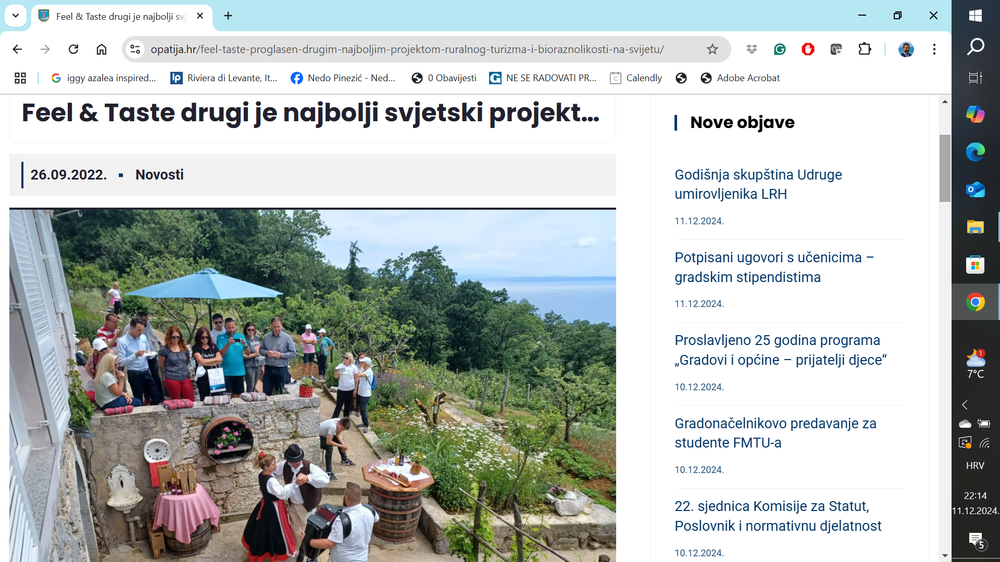 Feel & Taste drugi je najbolji svj
opatija.hr/feel-taste-proglasen-drugim-najboljim-projektom-ruralnog-turizma-i-bioraznolikosti-na-svijetu/
iggy azalea inspired...
Riviera di Levante, It...
Nedo Pinezić - Ned...
0 Obavijesti
NE SE RADOVATI PR...
Calendly
Adobe Acrobat
Feel & Taste drugi je najbolji svjetski projekt...
26.09.2022.
Novosti
Nove objave
Godišnja skupština Udruge
umirovljenika LRH
11.12.2024.
Potpisani ugovori s učenicima –
gradskim stipendistima
11.12.2024.
Proslavljeno 25 godina programa
„Gradovi i općine – prijatelji djece“
10.12.2024.
Gradonačelnikovo predavanje za
studente FMTU-a
10.12.2024.
22. sjednica Komisije za Statut,
Poslovnik i normativnu djelatnost
10.12.2024.
1
7°C
HRV
22:14
11.12.2024.
5